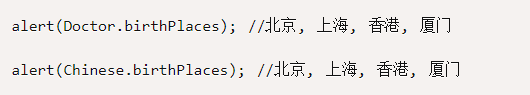 alert(Doctor.birthPlaces); //北京, 上海, 香港, 厦门
alert(Chinese.birthPlaces); //北京, 上海, 香港, 厦门